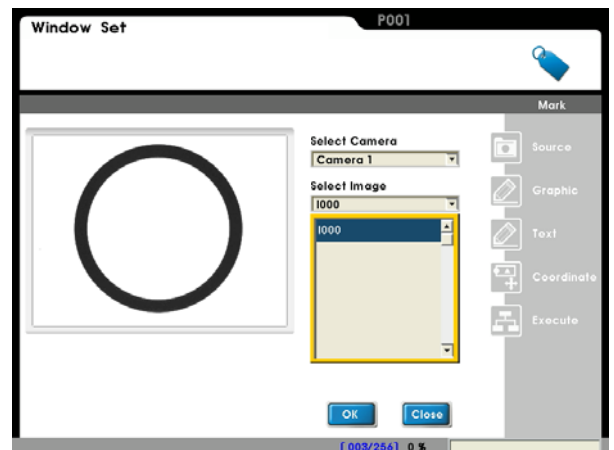 P001
Window Set
Mark
Select Camera
Camera 1
Source
Select Image
I000
Graphic
I000
Text
Coordinate
Execute
OK
Close
[ 003/256] 0 %